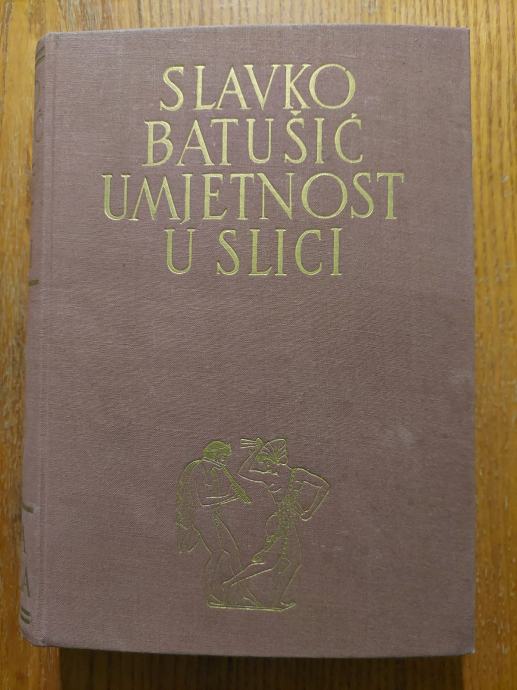 SLAVKO
BATUŠIĆ
UMJETNOST
U SLICI